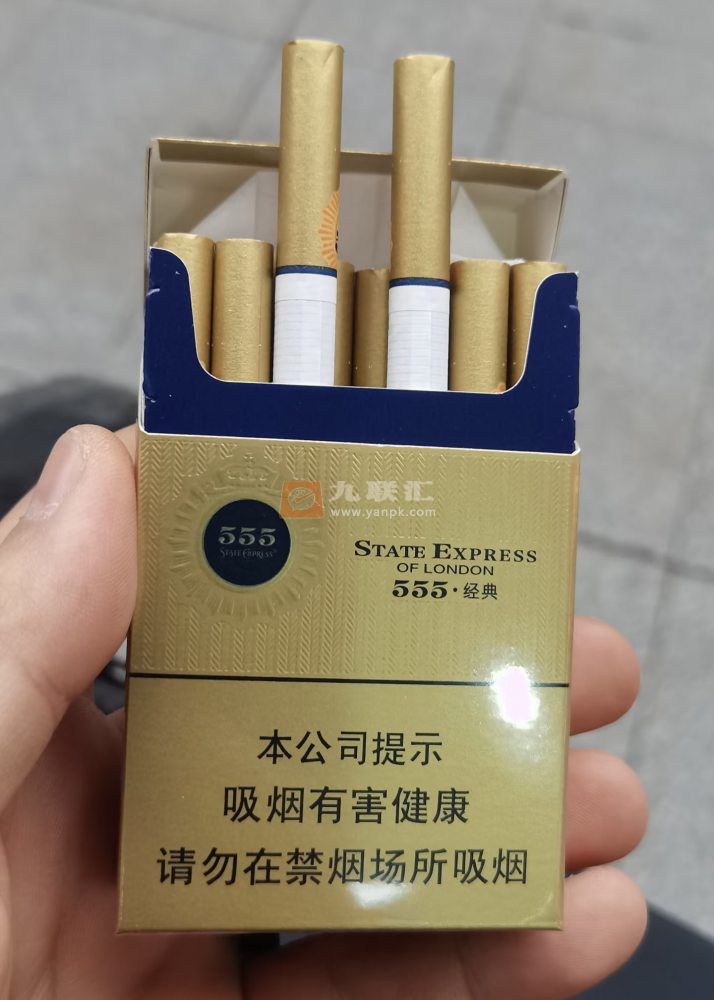 九联汇
www.yanpk.com
555
STATE EXPRESS
STATE EXPRESS
OF LONDON
555·经典
本公司提示
吸烟有害健康
请勿在禁烟场所吸烟